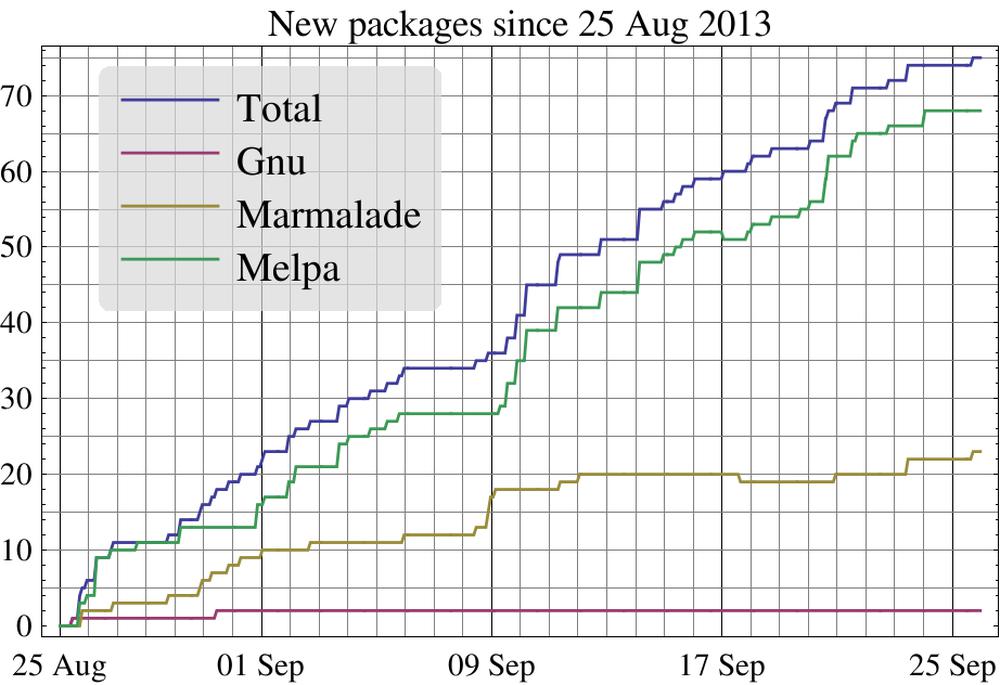 New packages since 25 Aug 2013
Total
Gnu
Marmalade
Melpa
70
60
50
40
30
20
10
0
25 Aug 01 Sep 09 Sep 17 Sep 25 Sep